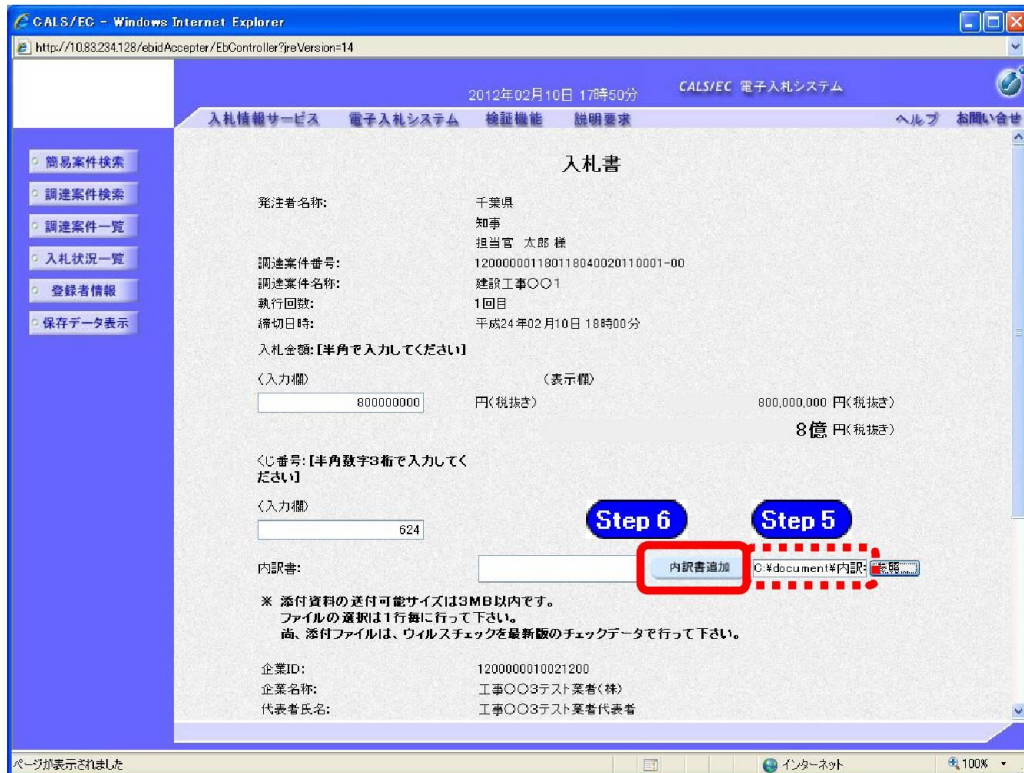 CALS/EC - Windows Internet Explorer
http://10.83.234.128/ebidAccepter/EbController?jreVersion=14
2012年02月10日 17時50分
CALS/EC 電子入札システム
入札情報サービス 電子入札システム 検証機能 説明要求 ヘルプ お問い合せ
簡易案件検索
調達案件検索
調達案件一覧
入札状況一覧
登録者情報
保存データ表示
入札書
発注者名称: 千葉県
知事
担当官 太郎 様
調達案件番号: 1200000011801180400201100​01-00
調達案件名称: 建設工事〇〇1
執行回数: 1回目
締切日時: 平成24年02月10日 18時00分
入札金額:[半角で入力してください]
〈入力欄〉 〈表示欄〉
800000000 円〈税抜き〉 800,000,000 円〈税抜き〉
8億 円〈税抜き〉
くじ番号:[半角数字3桁で入力してく
ださい]
〈入力欄〉
624
Step 6 Step 5
内訳書: 内訳書追加 C:¥document¥内訳: 参照...
※ 添付資料の送付可能サイズは3MB以内です。
ファイルの選択は1行毎に行って下さい。
尚、添付ファイルは、ウィルスチェックを最新版のチェックデータで行って下さい。
企業ID: 1200000010021200
企業名称: 工事〇〇3テスト業者(株)
代表者氏名: 工事〇〇3テスト業者代表者
ページが表示されました インターネット 100%